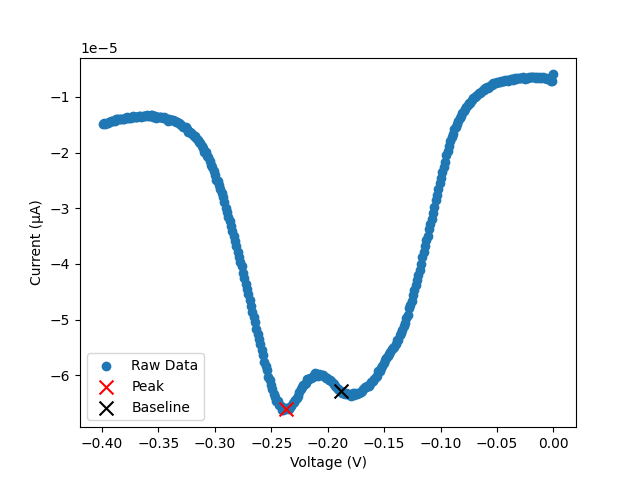 1e−5
−1
−2
−3
−4
−5
−6
Current (μA)
Raw Data
Peak
Baseline
−0.40 −0.35 −0.30 −0.25 −0.20 −0.15 −0.10 −0.05 0.00
Voltage (V)